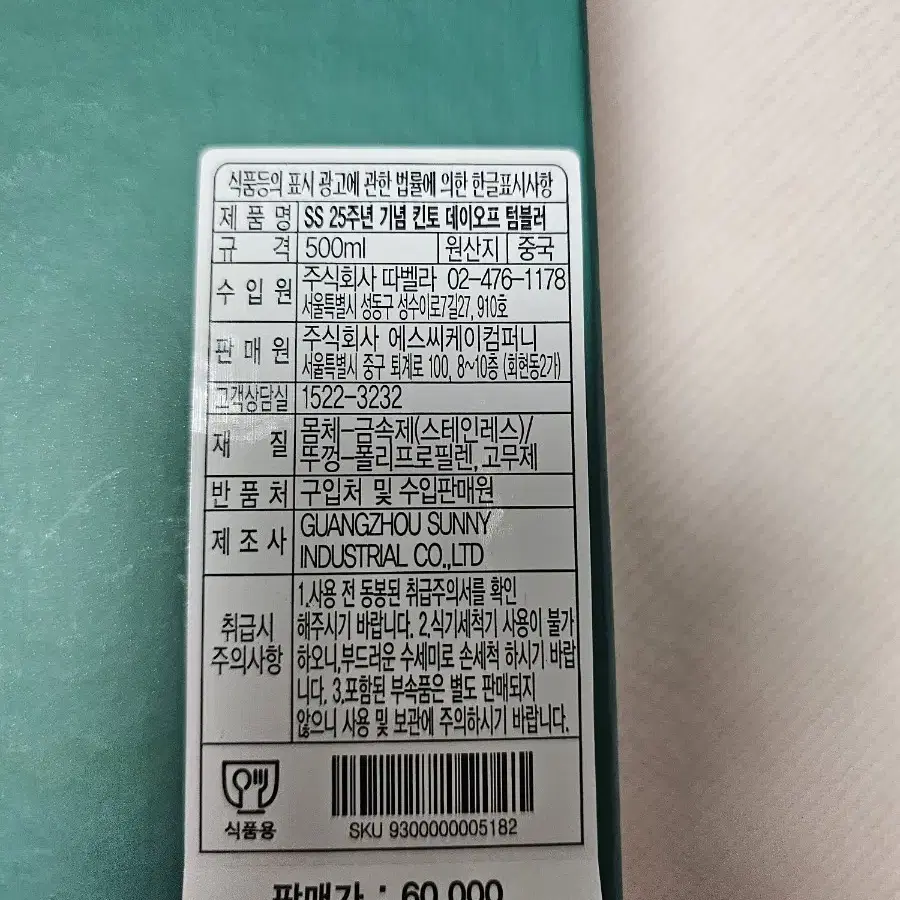 식품등의 표시 광고에 관한 법률에 의한 한글표시사항
제 품 명 SS 25주년 기념 킨토 데이오프 텀블러
규 격 500ml 원산지 중국
수 입 원 주식회사 따벨라 02-476-1178
서울특별시 성동구 성수이로7길27, 910호
판 매 원 주식회사 에스씨케이컴퍼니
서울특별시 중구 퇴계로 100, 8~10층 (회현동2가)
고객상담실 1522-3232
재 질 몸체-금속제(스테인레스)/
뚜껑-폴리프로필렌, 고무제
반 품 처 구입처 및 수입판매원
제 조 사 GUANGZHOU SUNNY
INDUSTRIAL CO.,LTD
취급시
주의사항
1.사용 전 동봉된 취급주의서를 확인
해주시기 바랍니다. 2.식기세척기 사용이 불가
하오니,부드러운 수세미로 손세척 하시기 바랍
니다. 3.포함된 부속품은 별도 판매되지
않으니 사용 및 보관에 주의하시기 바랍니다.
식품용
SKU 9300000005182
판매가 : 60,000